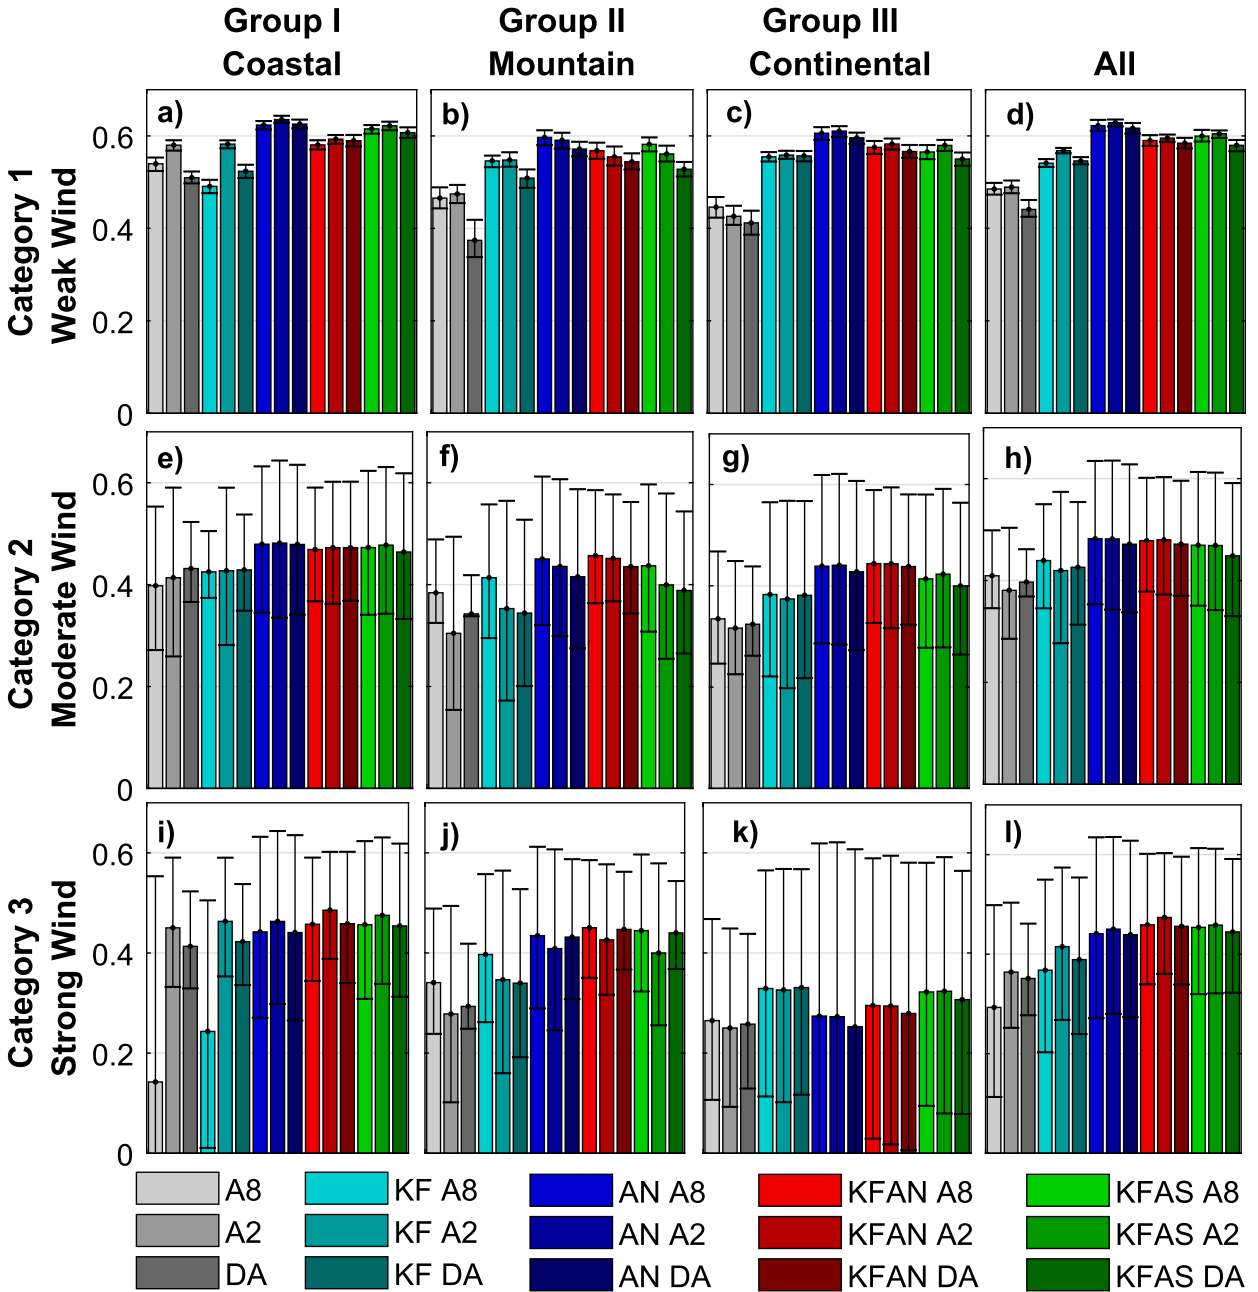 Group I Group II Group III
Coastal Mountain Continental All
Category 1
Weak Wind
a) b) c) d)
0.6
0.4
0.2
0
Category 2
Moderate Wind
e) f) g) h)
0.6
0.4
0.2
0
Category 3
Strong Wind
i) j) k) l)
0.6
0.4
0.2
0
A8 KF A8 AN A8 KFAN A8 KFAS A8
A2 KF A2 AN A2 KFAN A2 KFAS A2
DA KF DA AN DA KFAN DA KFAS DA